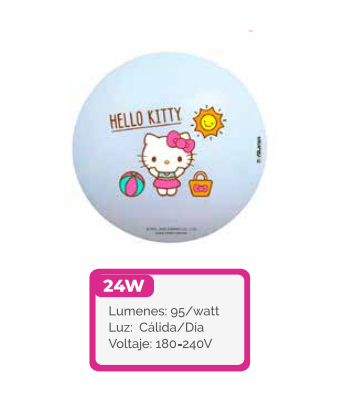 HELLO KITTY
24W
Lumenes: 95/watt
Luz: Cálida/Día
Voltaje: 180-240V